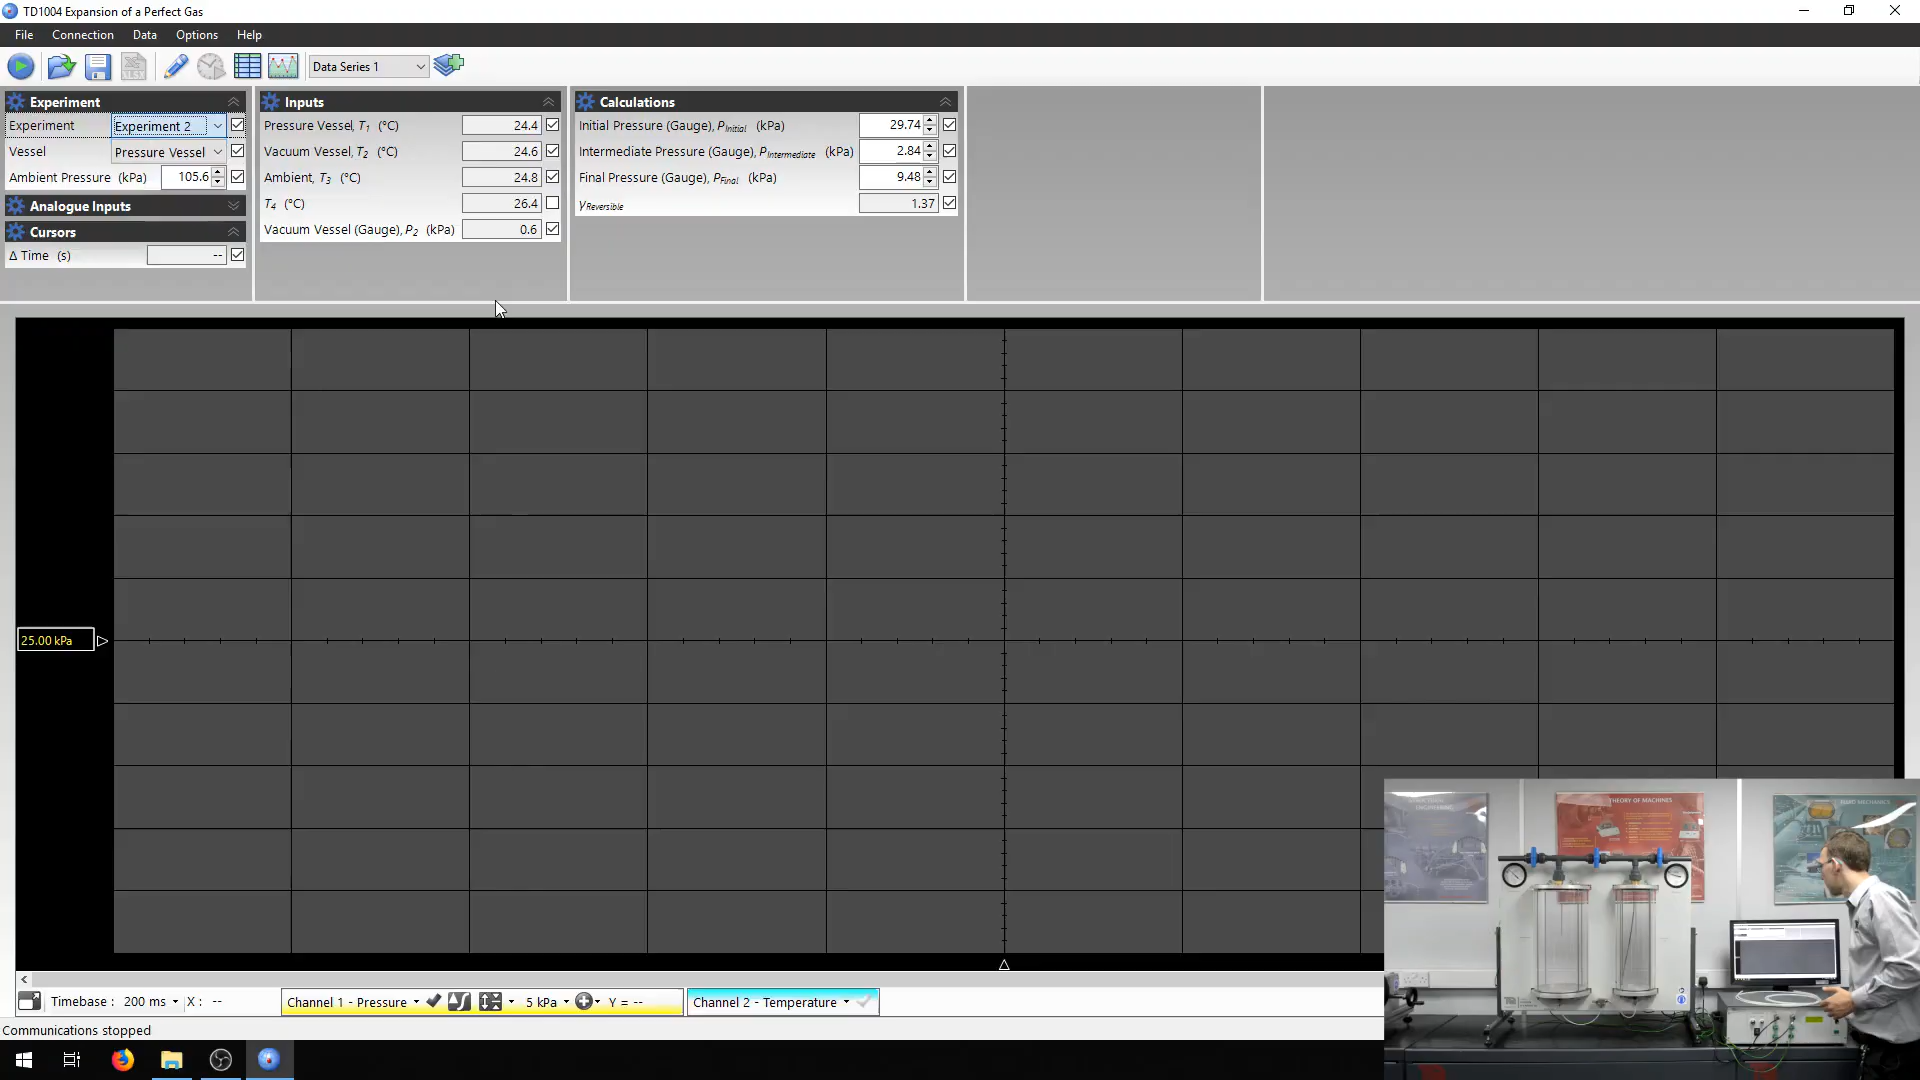 TD1004 Expansion of a Perfect Gas
File Connection Data Options Help
Data Series 1
Experiment
Experiment Experiment 2
Vessel Pressure Vessel
Ambient Pressure (kPa) 105.6
Analogue Inputs
Cursors
Δ Time (s) --
Inputs
Pressure Vessel, T1 (°C) 24.4
Vacuum Vessel, T2 (°C) 24.6
Ambient, T3 (°C) 24.8
T4 (°C) 26.4
Vacuum Vessel (Gauge), P2 (kPa) 0.6
Calculations
Initial Pressure (Gauge), PInitial (kPa) 29.74
Intermediate Pressure (Gauge), PIntermediate (kPa) 2.84
Final Pressure (Gauge), PFinal (kPa) 9.48
γReversible 1.37
25.00 kPa
THEORY OF MACHINES
FLUID MECHANICS
Timebase : 200 ms X : --
Channel 1 - Pressure 5 kPa Y = --
Channel 2 - Temperature
Communications stopped